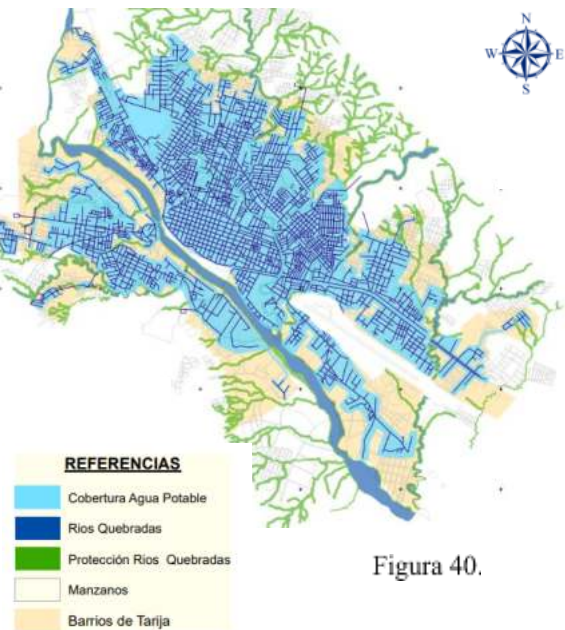 N
W E
S
REFERENCIAS
Cobertura Agua Potable
Rios Quebradas
Protección Rios Quebradas
Manzanos
Barrios de Tarija
Figura 40.